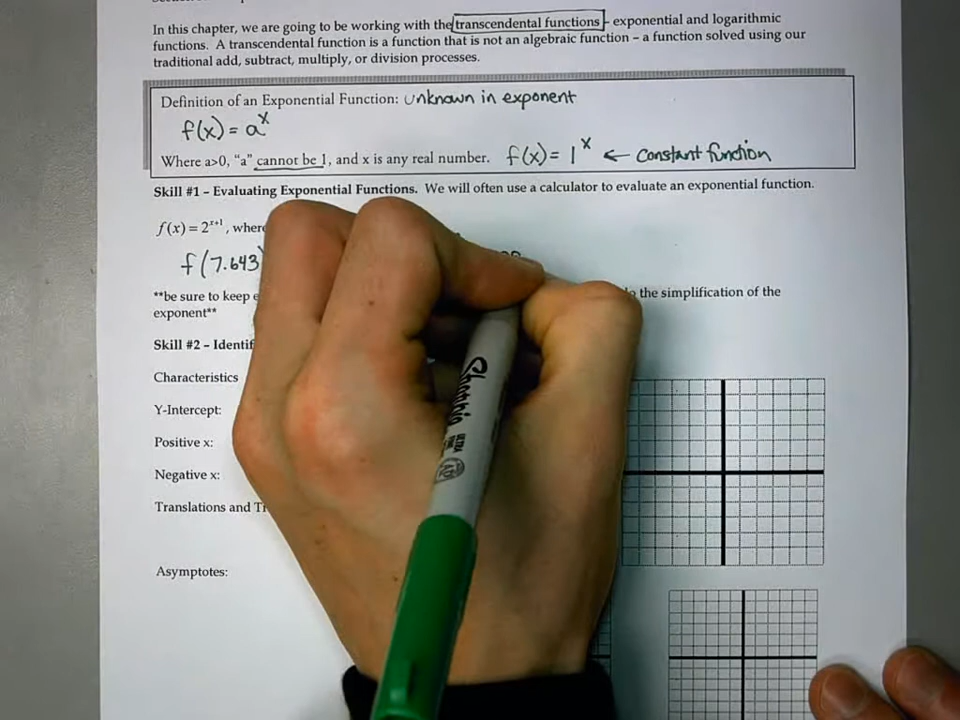 In this chapter, we are going to be working with the transcendental functions - exponential and logarithmic
functions. A transcendental function is a function that is not an algebraic function – a function solved using our
traditional add, subtract, multiply, or division processes.
Definition of an Exponential Function: unknown in exponent
f(x) = a^x
Where a>0, "a" cannot be 1, and x is any real number. f(x) = 1^x ← constant function
Skill #1 – Evaluating Exponential Functions. We will often use a calculator to evaluate an exponential function.
f(x) = 2^{x+1}, where
f(7.643)
**be sure to keep the simplification of the
exponent**
Skill #2 –
Characteristics
Y-Intercept:
Positive x:
Negative x:
Translations and
Asymptotes:
Sharpie